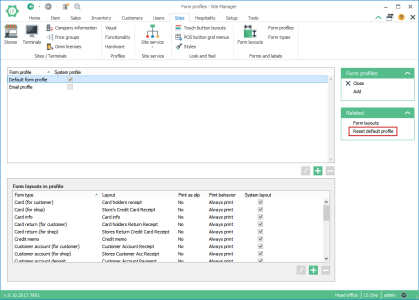 Form profiles - Site Manager
Home Item Sales Inventory Customers Users Sites Hospitality Setup Tools
Stores
Terminals
Company information
Price groups
Omni licenses
Sites / Terminals
Visual
Functionality
Hardware
Profiles
Site service
Site service
Touch button layouts
POS button grid menus
Styles
Look and feel
Form layouts
Form profiles
Form types
Forms and labels
Form profile System profile
Default form profile
Email profile
Form profiles
Close
Add
Related
Form layouts
Reset default profile
Form layouts in profile
Form type Layout Print as slip Print behavior System layout
Card (for customer) Card holders receipt No Always print
Card (for shop) Store's Credit Card Receipt No Always print
Card info Card info No Always print
Card return (for customer) Card Return Receipt No Always print
Card return (for shop) Stores Return Card Receipt No Always print
Credit memo Credit Memo No Always print
Customer account (for customer) Customer Account Receipt No Always print
Customer account (for shop) Stores Customer Acc Receipt No Always print
Customer account deposit Customer Account Payment No Always print
Head office LS One admin